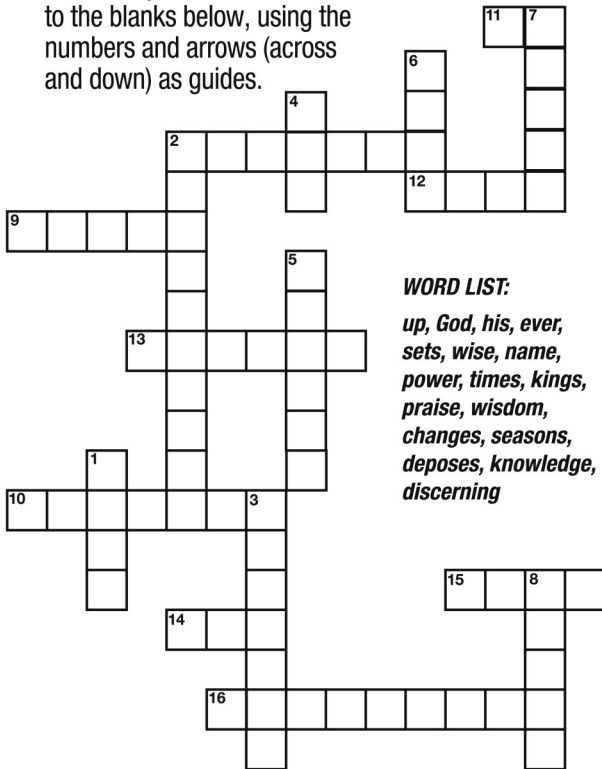 to the blanks below, using the
numbers and arrows (across
and down) as guides.
11 7
6
4
2
12
9
5
WORD LIST:
up, God, his, ever,
sets, wise, name,
power, times, kings,
praise, wisdom,
changes, seasons,
deposes, knowledge,
discerning
13
1
10 3
15 8
14
16